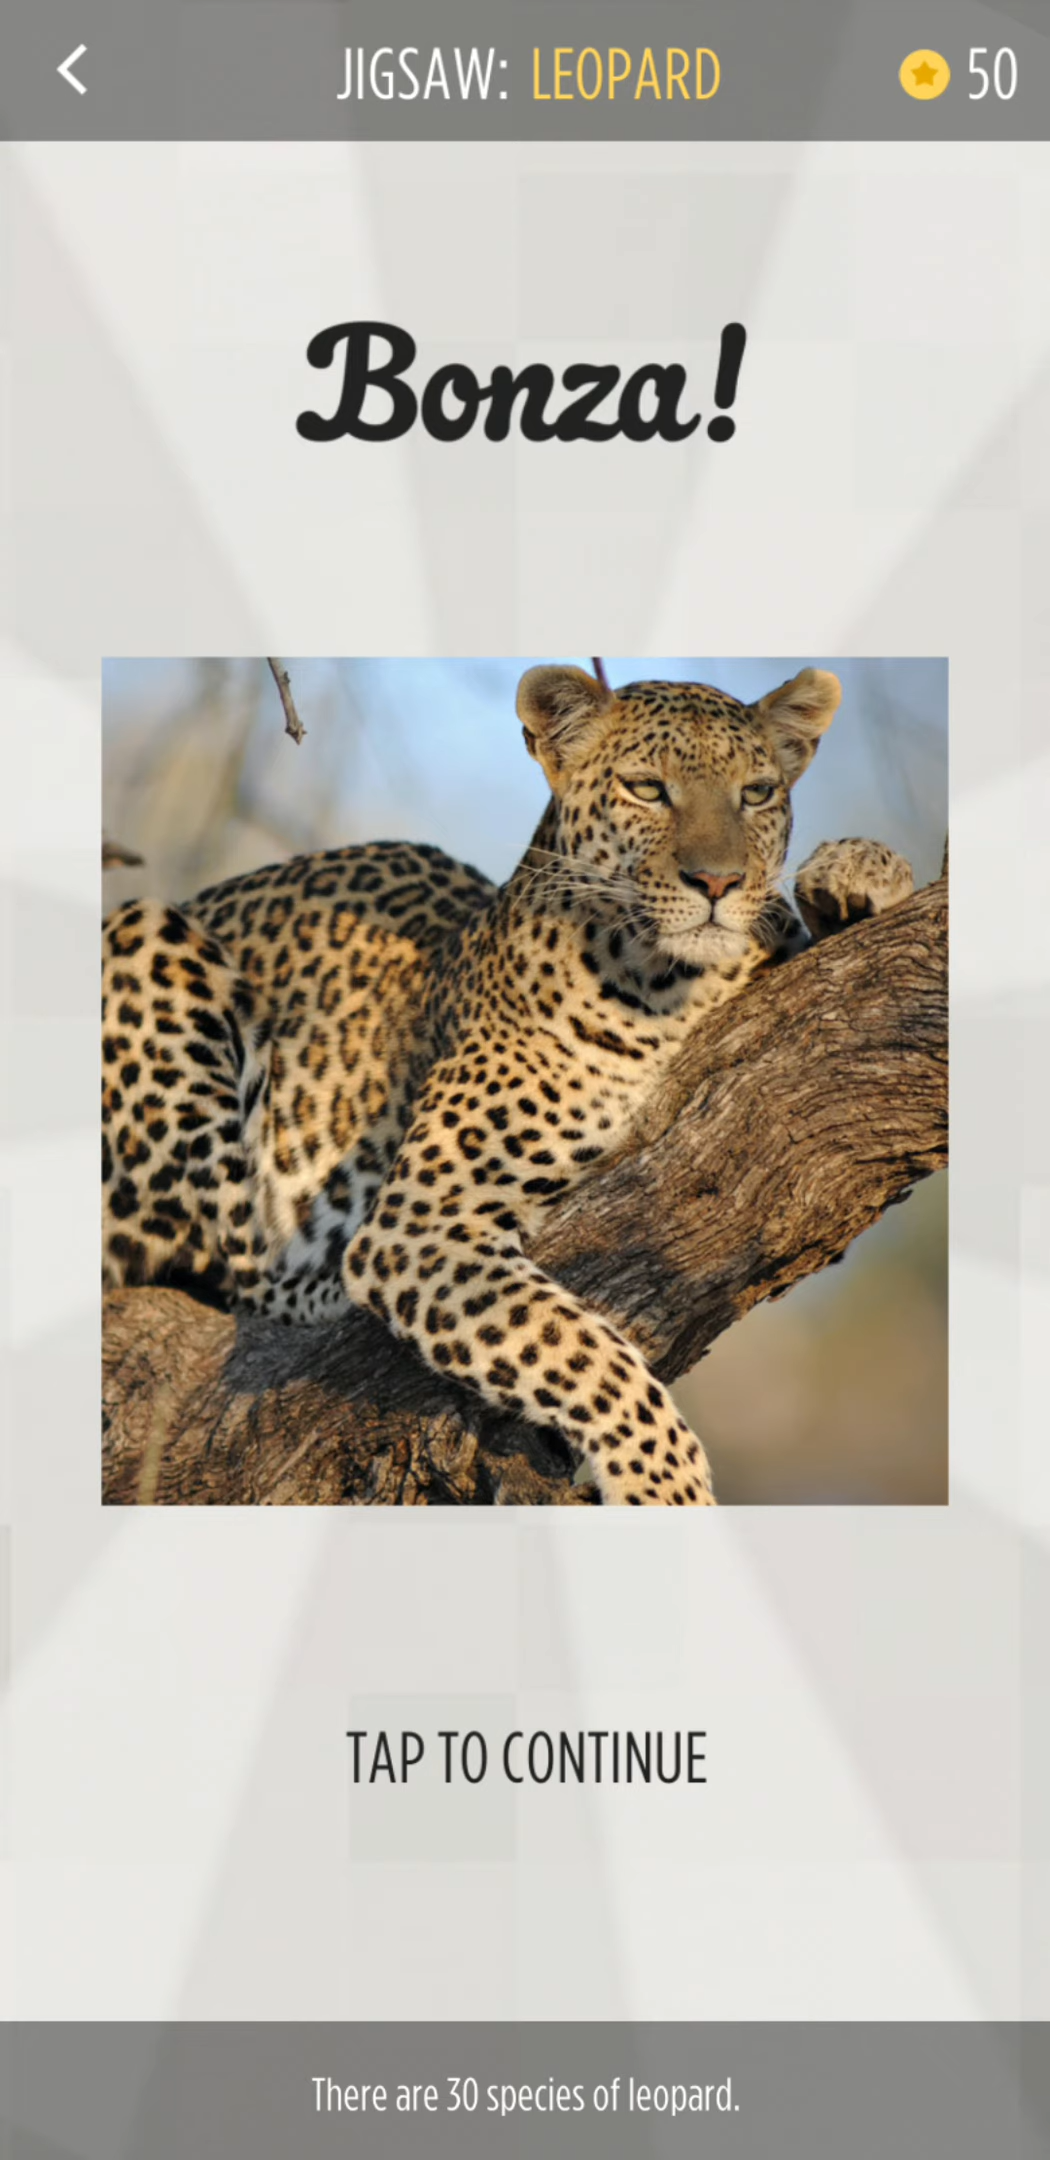 JIGSAW: LEOPARD
50
Bonza!
TAP TO CONTINUE
There are 30 species of leopard.